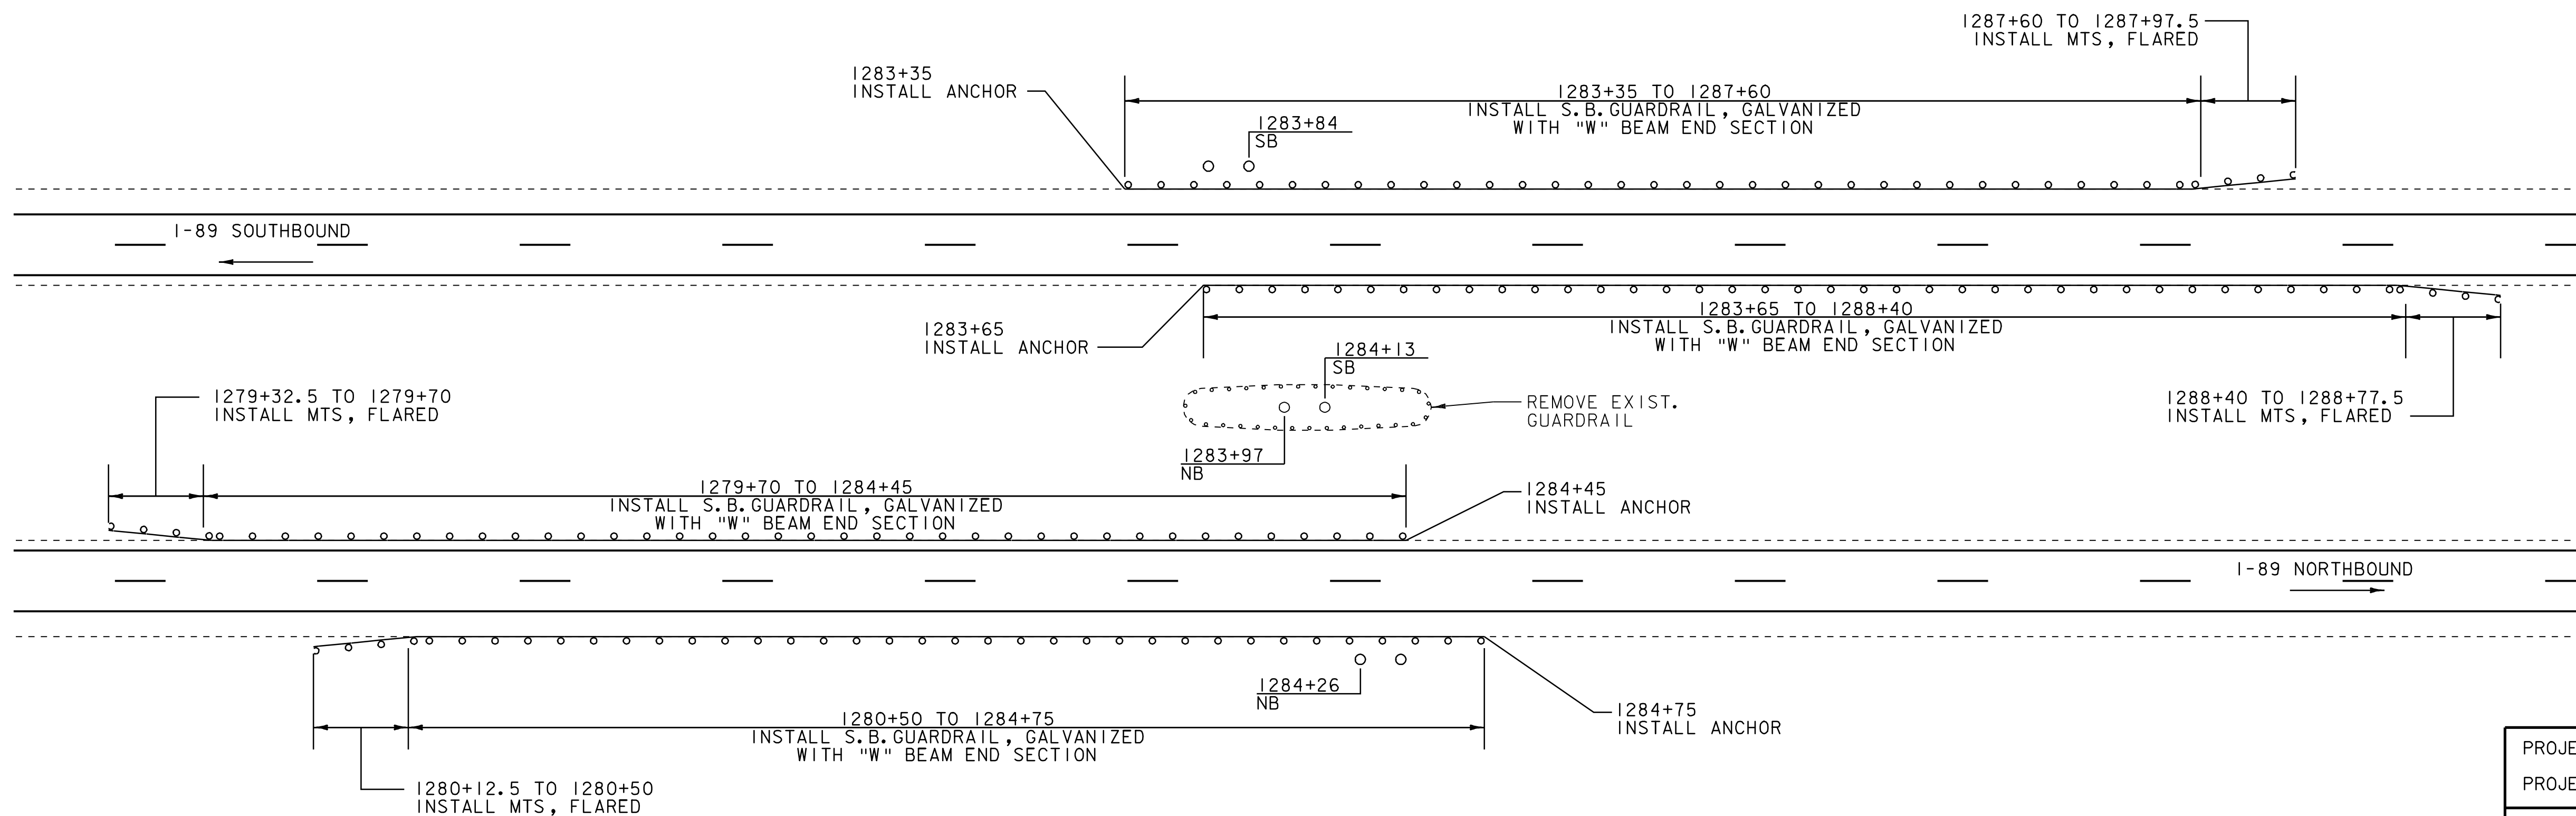 1287+60 TO 1287+97.5
INSTALL MTS, FLARED
1283+35
INSTALL ANCHOR
1283+35 TO 1287+60
INSTALL S.B. GUARDRAIL, GALVANIZED
WITH "W" BEAM END SECTION
1283+84
SB
I-89 SOUTHBOUND
1283+65
INSTALL ANCHOR
1283+65 TO 1288+40
INSTALL S.B. GUARDRAIL, GALVANIZED
WITH "W" BEAM END SECTION
1284+13
SB
1279+32.5 TO 1279+70
INSTALL MTS, FLARED
REMOVE EXIST.
GUARDRAIL
1288+40 TO 1288+77.5
INSTALL MTS, FLARED
1283+97
NB
1279+70 TO 1284+45
INSTALL S.B. GUARDRAIL, GALVANIZED
WITH "W" BEAM END SECTION
1284+45
INSTALL ANCHOR
I-89 NORTHBOUND
1284+26
NB
1280+50 TO 1284+75
INSTALL S.B. GUARDRAIL, GALVANIZED
WITH "W" BEAM END SECTION
1284+75
INSTALL ANCHOR
1280+12.5 TO 1280+50
INSTALL MTS, FLARED
PROJE
PROJE